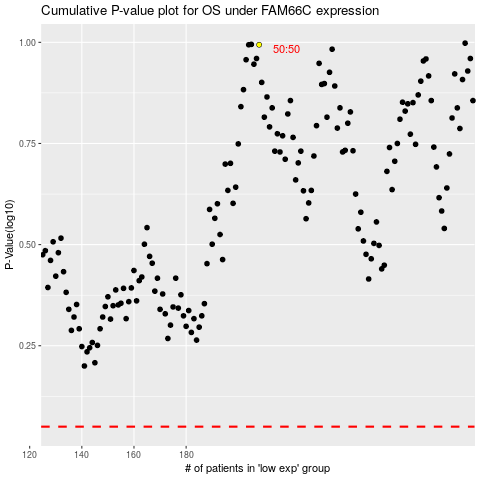 Cumulative P-value plot for OS under FAM66C expression
1.00
50:50
0.75
P-Value(log10)
0.50
0.25
120 140 160 180
# of patients in 'low exp' group